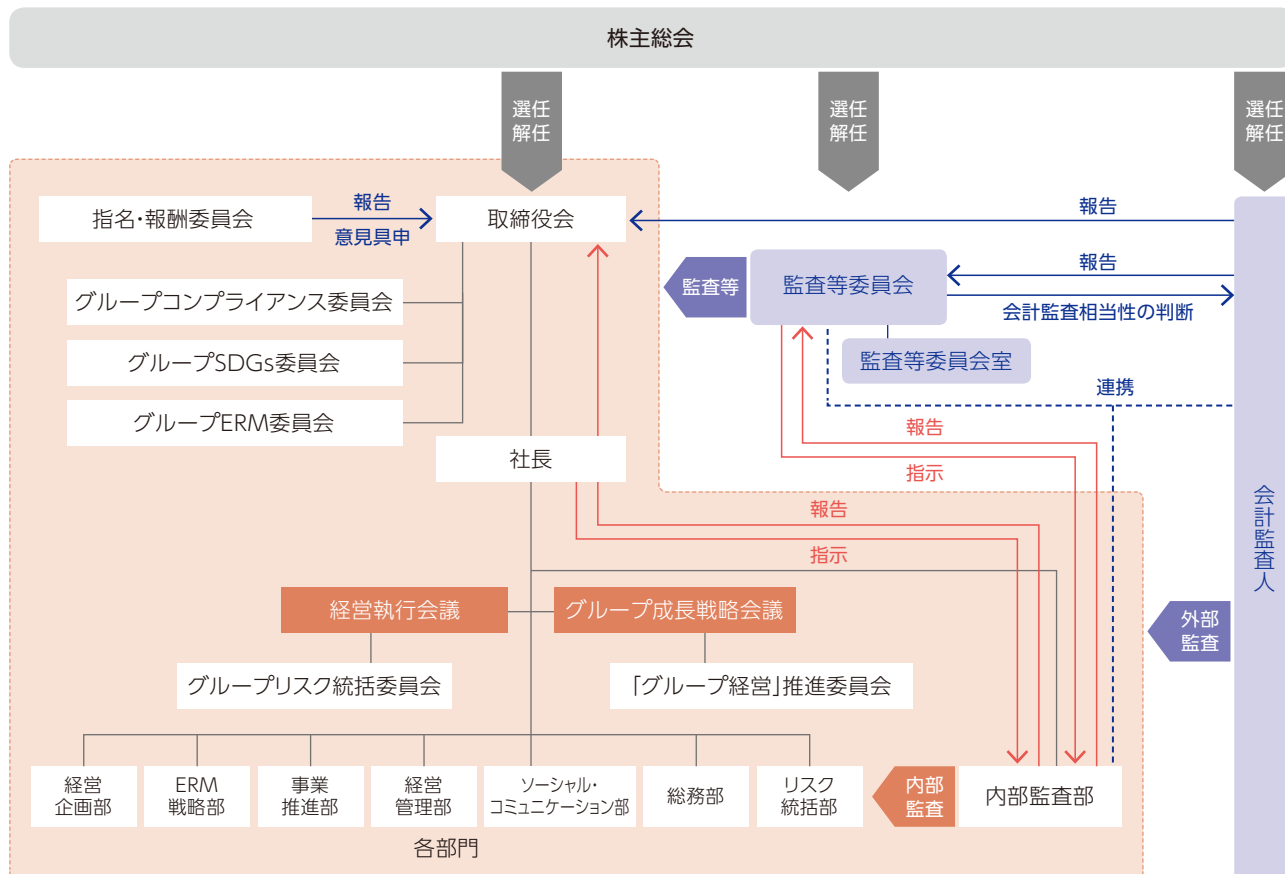 株主総会
選任
解任
選任
解任
選任
解任
指名・報酬委員会
報告
意見具申
取締役会
報告
監査等
監査等委員会
報告
会計監査相当性の判断
グループコンプライアンス委員会
グループSDGs委員会
監査等委員会室
連携
グループERM委員会
報告
社長
指示
会計監査人
報告
指示
経営執行会議
グループ成長戦略会議
外部
監査
グループリスク統括委員会
「グループ経営」推進委員会
経営
企画部
ERM
戦略部
事業
推進部
経営
管理部
ソーシャル・
コミュニケーション部
総務部
リスク
統括部
内部
監査
内部監査部
各部門